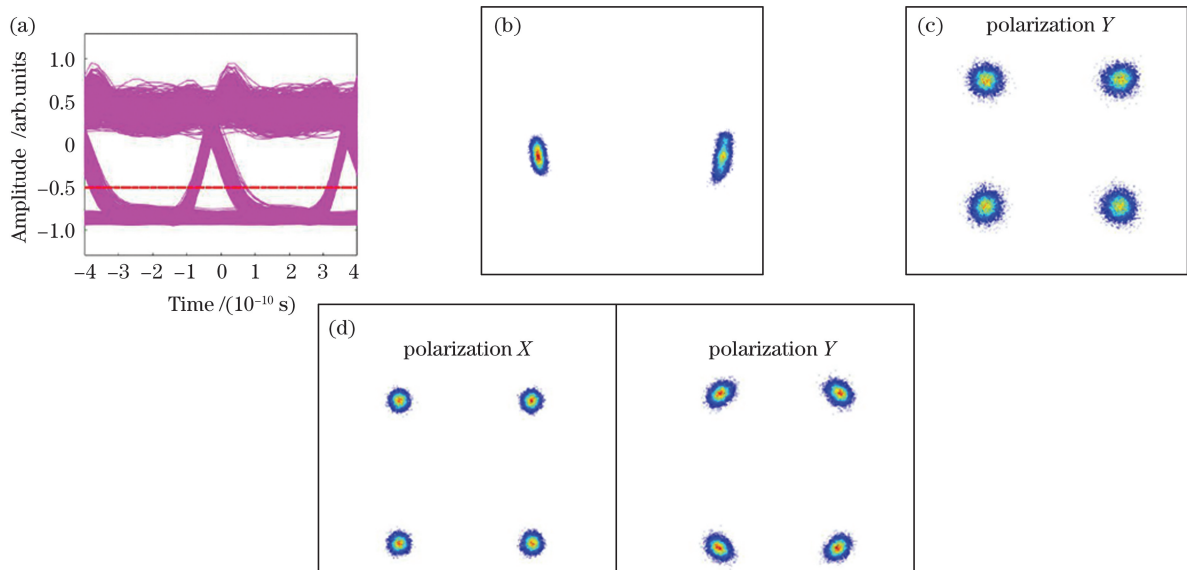 (a)
Amplitude /arb.units
1.0
0.5
0
−0.5
−1.0
−4 −3 −2 −1 0 1 2 3 4
Time /(10⁻¹⁰ s)
(b)
(c)
polarization Y
(d)
polarization X
polarization Y